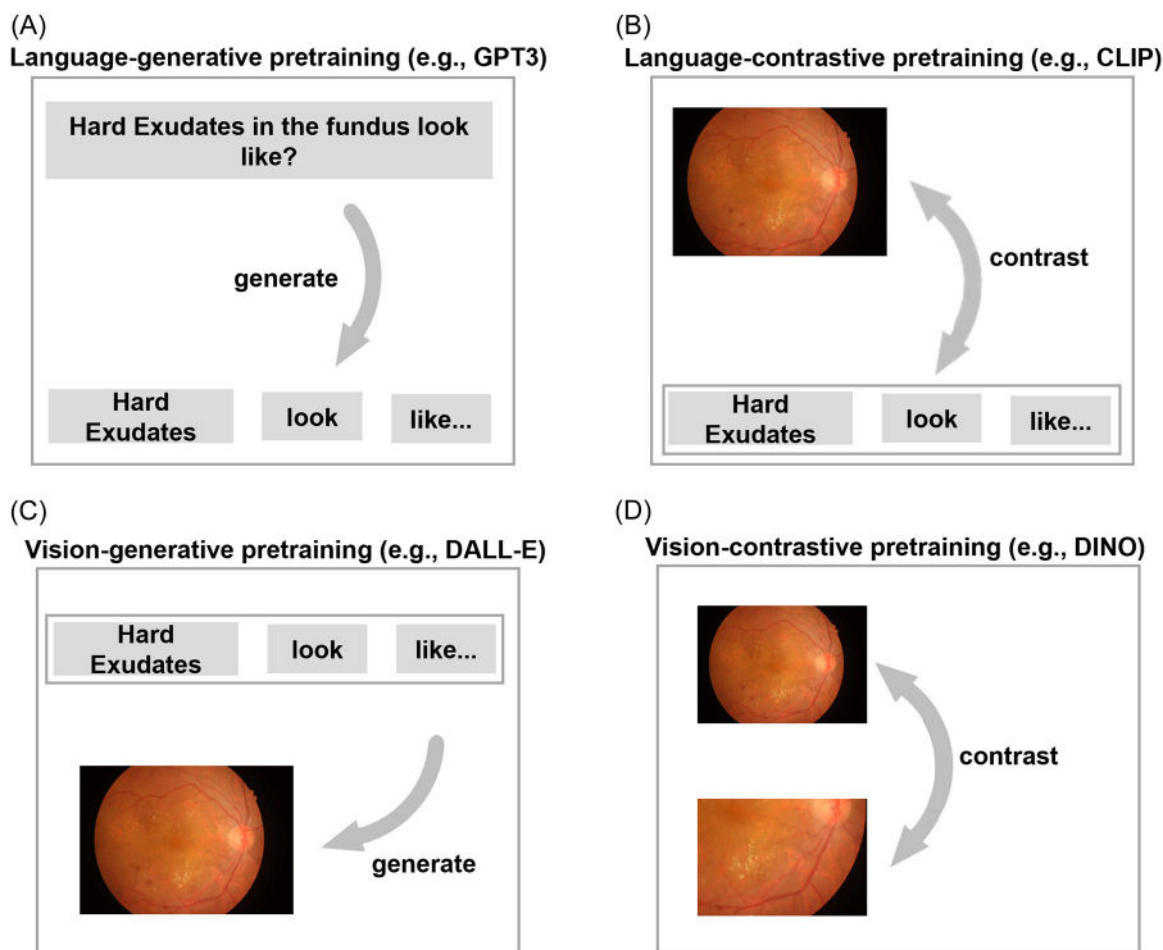 (A)
Language-generative pretraining (e.g., GPT3)
Hard Exudates in the fundus look
like?
generate
Hard
Exudates
look
like...
(B)
Language-contrastive pretraining (e.g., CLIP)
contrast
Hard
Exudates
look
like...
(C)
Vision-generative pretraining (e.g., DALL-E)
Hard
Exudates
look
like...
generate
(D)
Vision-contrastive pretraining (e.g., DINO)
contrast